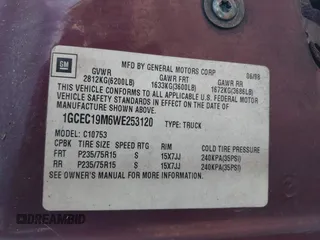 GM
MFD BY GENERAL MOTORS CORP 06/98
GVWR GAWR FRT GAWR RR
2812KG(6200LB) 1633KG(3600LB) 1672KG(3686LB)
THIS VEHICLE CONFORMS TO ALL APPLICABLE U.S. FEDERAL MOTOR
VEHICLE SAFETY STANDARDS IN EFFECT ON THE DATE OF
MANUFACTURE SHOWN ABOVE.
1GCEC19M6WE253120 TYPE: TRUCK
MODEL: C10753
CPBK TIRE SIZE SPEED RTG RIM COLD TIRE PRESSURE
FRT P235/75R15 S 15X7JJ 240KPA(35PSI)
RR P235/75R15 S 15X7JJ 240KPA(35PSI)
SEE OWNER'S MANUAL FOR MORE INFORMATION.
DREAMBID